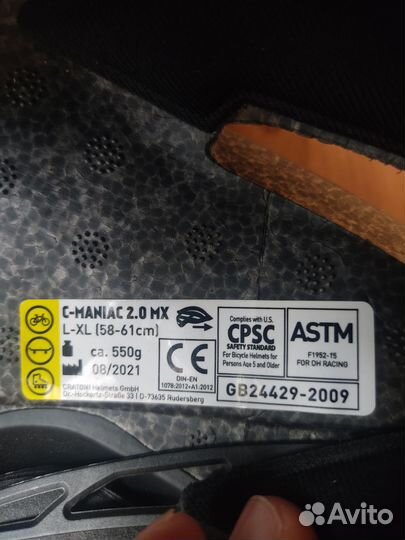 C-MANIAC 2.0 MX
L-XL (58-61cm)
ca. 550g
08/2021
CRATONI Helmets GmbH
Dr.-Hockertz-Straße 33 | D-73635 Rudersberg
CE
DIN-EN
1078:2012+A1:2012
Complies with U.S.
CPSC
SAFETY STANDARD
For Bicycle Helmets for
Persons Age 5 and Older
ASTM
F1952-15
FOR DH RACING
GB24429-2009
Avito